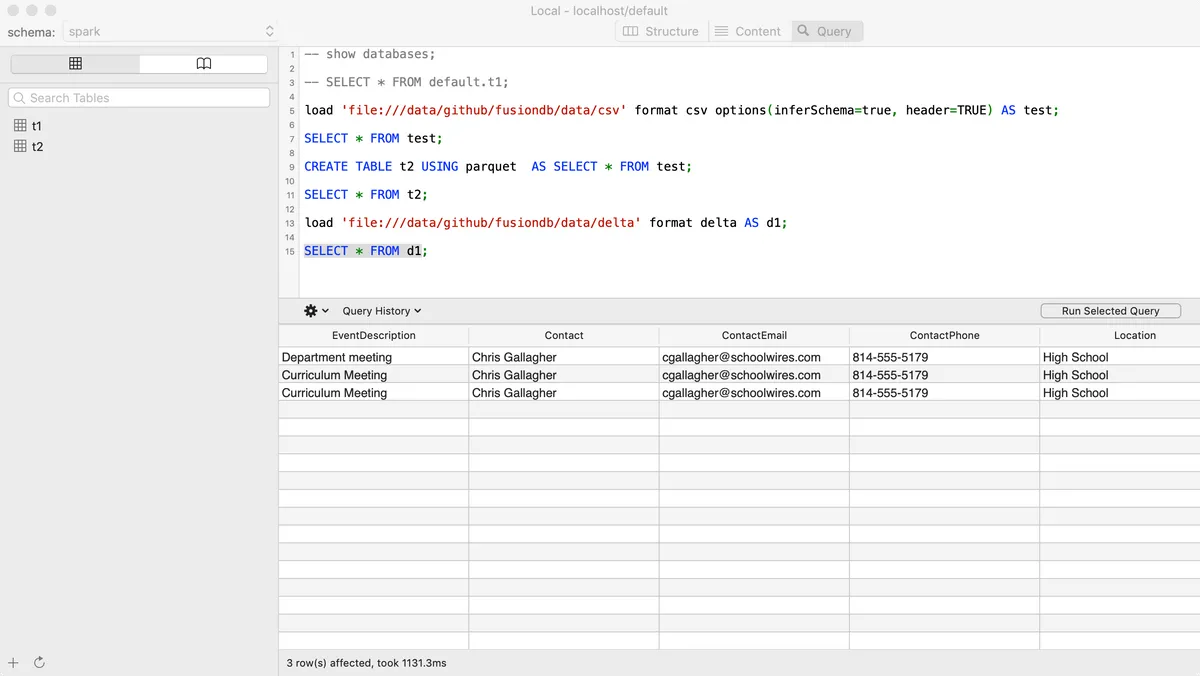 Local - localhost/default
schema: spark
Structure Content Query
Search Tables
t1
t2
1 -- show databases;
2
3 -- SELECT * FROM default.t1;
4
5 load 'file:///data/github/fusiondb/data/csv' format csv options(inferSchema=true, header=TRUE) AS test;
6
7 SELECT * FROM test;
8
9 CREATE TABLE t2 USING parquet  AS SELECT * FROM test;
10
11 SELECT * FROM t2;
12
13 load 'file:///data/github/fusiondb/data/delta' format delta AS d1;
14
15 SELECT * FROM d1;
Query History Run Selected Query
EventDescription Contact ContactEmail ContactPhone Location
Department meeting Chris Gallagher cgallagher@schoolwires.com 814-555-5179 High School
Curriculum Meeting Chris Gallagher cgallagher@schoolwires.com 814-555-5179 High School
Curriculum Meeting Chris Gallagher cgallagher@schoolwires.com 814-555-5179 High School
3 row(s) affected, took 1131.3ms